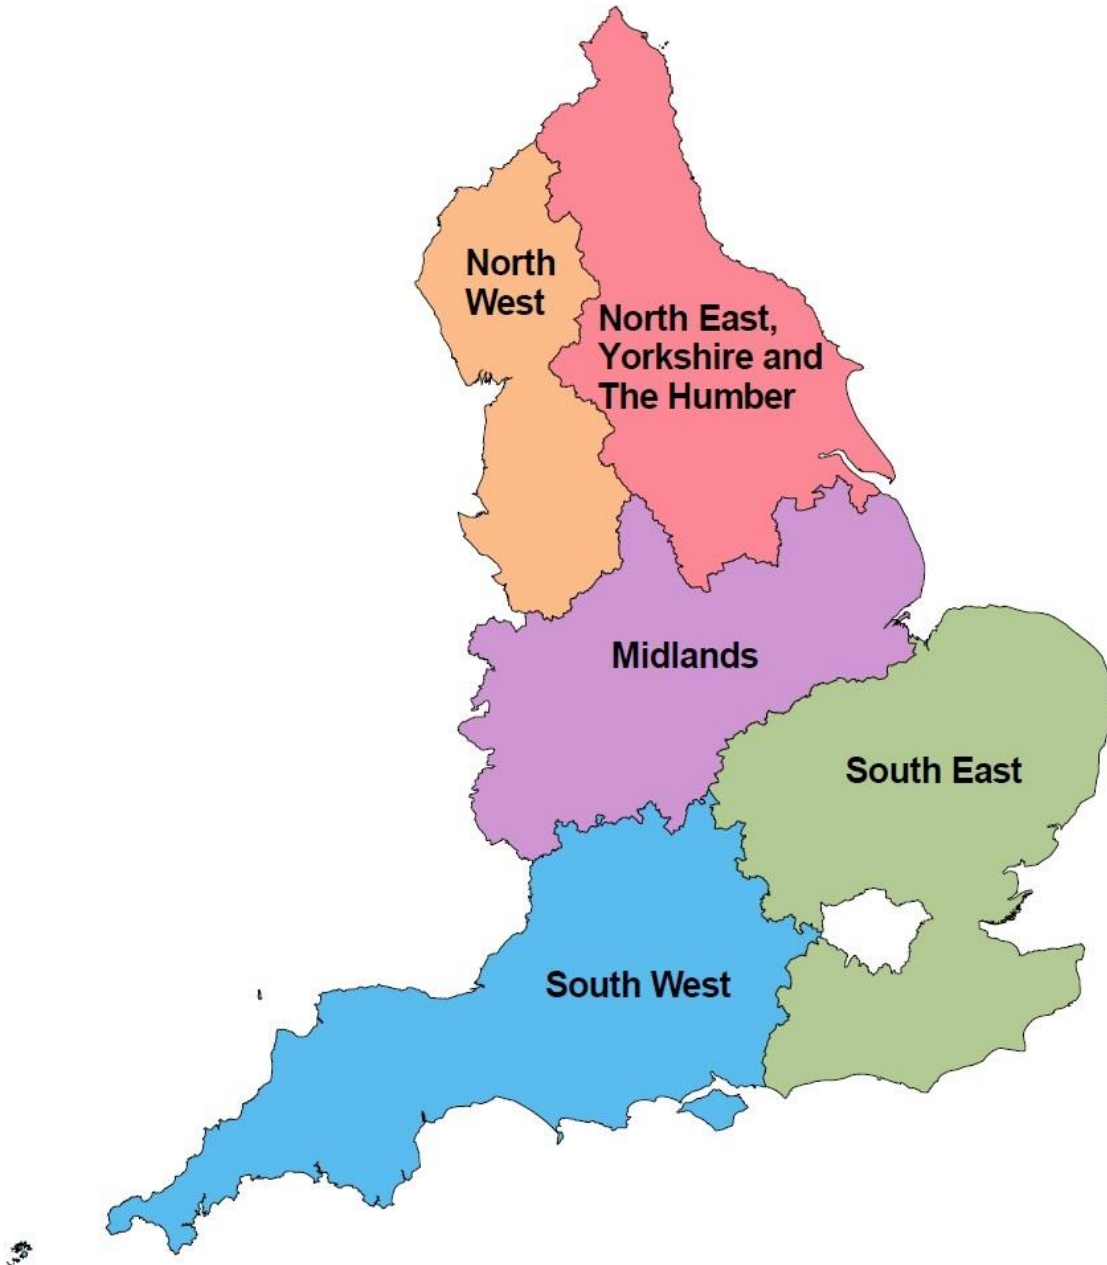 North
West
North East,
Yorkshire and
The Humber
Midlands
South East
South West